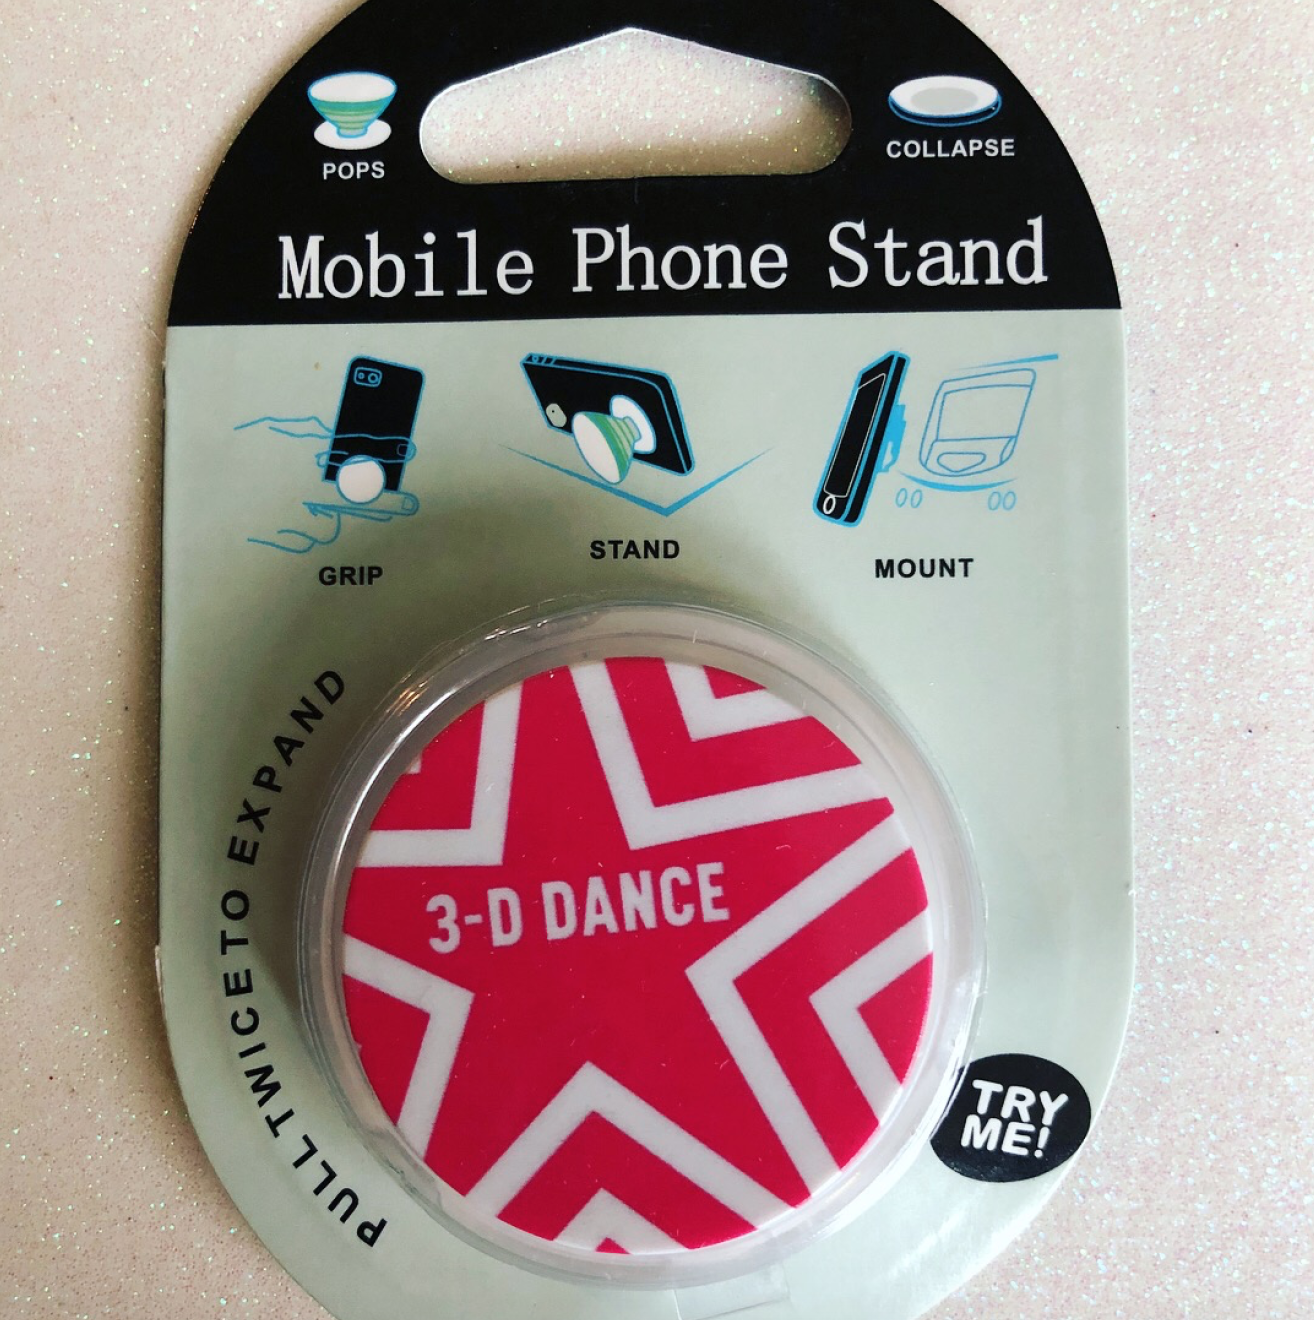 POPS
COLLAPSE
Mobile Phone Stand
GRIP
STAND
MOUNT
PULL TWICE TO EXPAND
3-D DANCE
TRY
ME!